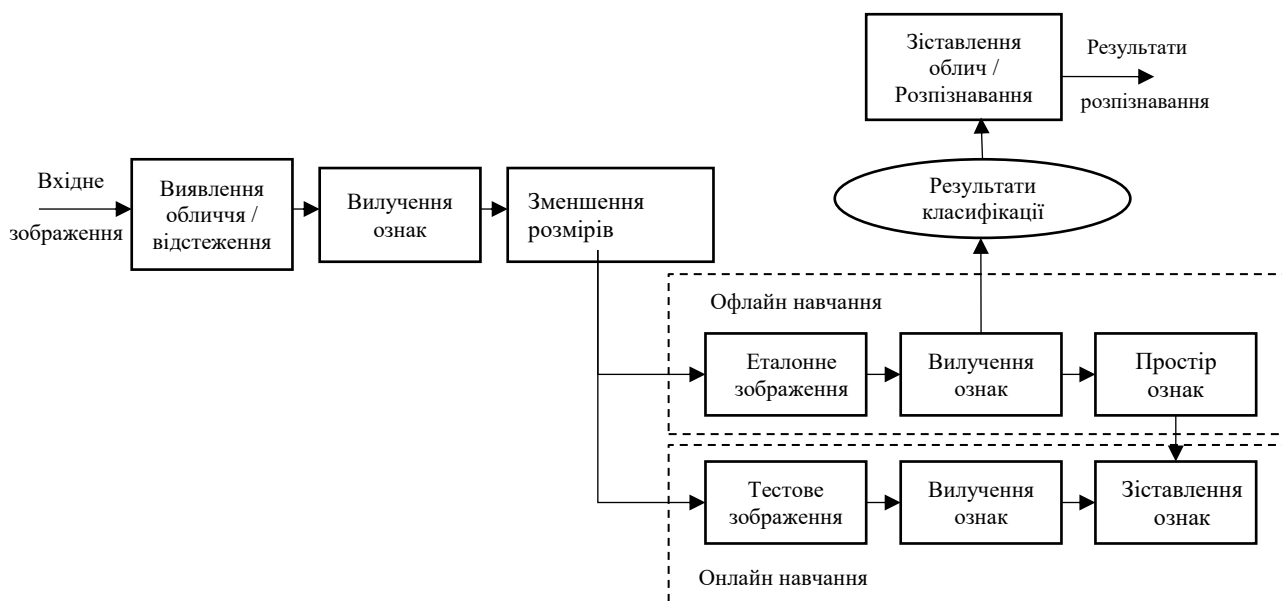 Зіставлення
облич /
Розпізнавання
Результати
розпізнавання
Вхідне
зображення
Виявлення
обличчя /
відстеження
Вилучення
ознак
Зменшення
розмірів
Результати
класифікації
Офлайн навчання
Еталонне
зображення
Вилучення
ознак
Простір
ознак
Тестове
зображення
Вилучення
ознак
Зіставлення
ознак
Онлайн навчання